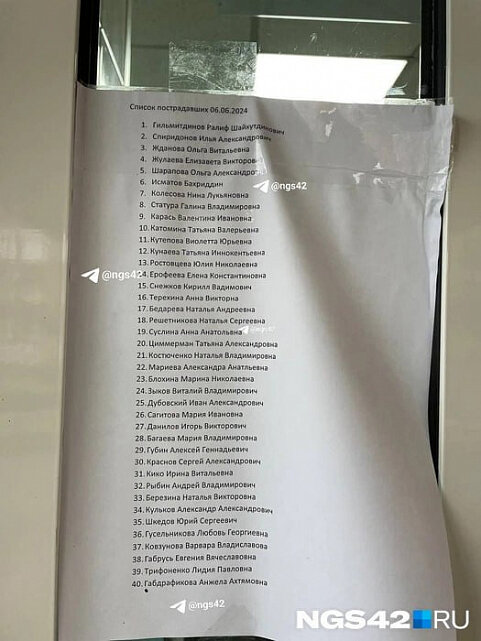 Список пострадавших 06.06.2024
1. Гильмитдинов Ралиф Шайхутдинович
2. Спиридонов Илья Александрович
3. Жданова Ольга Витальевна
4. Жулаева Елизавета Викторовна
5. Шарапова Ольга Александровна
6. Исматов Бахриддин
@ngs42
7. Колесова Нина Лукьяновна
8. Статура Галина Владимировна
9. Карась Валентина Ивановна
10. Катомина Татьяна Валерьевна
11. Кутепова Виолетта Юрьевна
12. Кунаева Татьяна Иннокентьевна
13. Ростовцева Юлия Николаевна
@ngs42
14. Ерофеева Елена Константиновна
15. Снежков Кирилл Вадимович
16. Терехина Анна Викторна
17. Бедарева Наталья Андреевна
18. Решетникова Наталья Сергеевна
19. Суслина Анна Анатольвна
20. Циммерман Татьяна Александровна
21. Костюченко Наталья Владимировна
22. Мариева Александра Анатльевна
23. Блохина Марина Николаевна
24. Зыков Виталий Владимирович
25. Дубовский Иван Александрович
26. Сагитова Мария Ивановна
27. Данилов Игорь Викторович
28. Багаева Мария Владимировна
29. Губин Алексей Геннадьевич
30. Краснов Сергей Александрович
31. Кико Ирина Витальевна
32. Рыбин Андрей Владимирович
33. Березина Наталья Викторовна
34. Кульков Александр Александрович
35. Шкедов Юрий Сергеевич
36. Гусельникова Любовь Георгиевна
37. Ковзунова Варвара Владиславова
38. Габрусь Евгения Вячеславовна
39. Трифоненко Лидия Павловна
40. Габдрафикова Анжела Ахтямовна
@ngs42
NGS42.RU